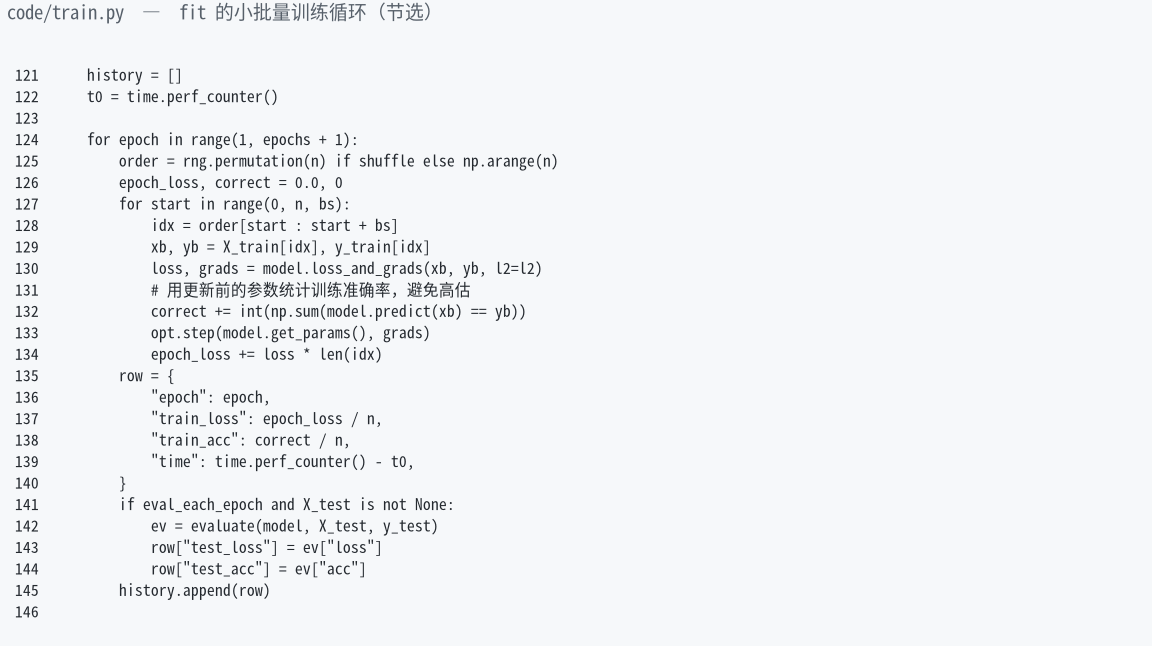 code/train.py — fit 的小批量训练循环（节选）
121 history = []
122 t0 = time.perf_counter()
123
124 for epoch in range(1, epochs + 1):
125 order = rng.permutation(n) if shuffle else np.arange(n)
126 epoch_loss, correct = 0.0, 0
127 for start in range(0, n, bs):
128 idx = order[start : start + bs]
129 xb, yb = X_train[idx], y_train[idx]
130 loss, grads = model.loss_and_grads(xb, yb, l2=l2)
131 # 用更新前的参数统计训练准确率，避免高估
132 correct += int(np.sum(model.predict(xb) == yb))
133 opt.step(model.get_params(), grads)
134 epoch_loss += loss * len(idx)
135 row = {
136 "epoch": epoch,
137 "train_loss": epoch_loss / n,
138 "train_acc": correct / n,
139 "time": time.perf_counter() - t0,
140 }
141 if eval_each_epoch and X_test is not None:
142 ev = evaluate(model, X_test, y_test)
143 row["test_loss"] = ev["loss"]
144 row["test_acc"] = ev["acc"]
145 history.append(row)
146